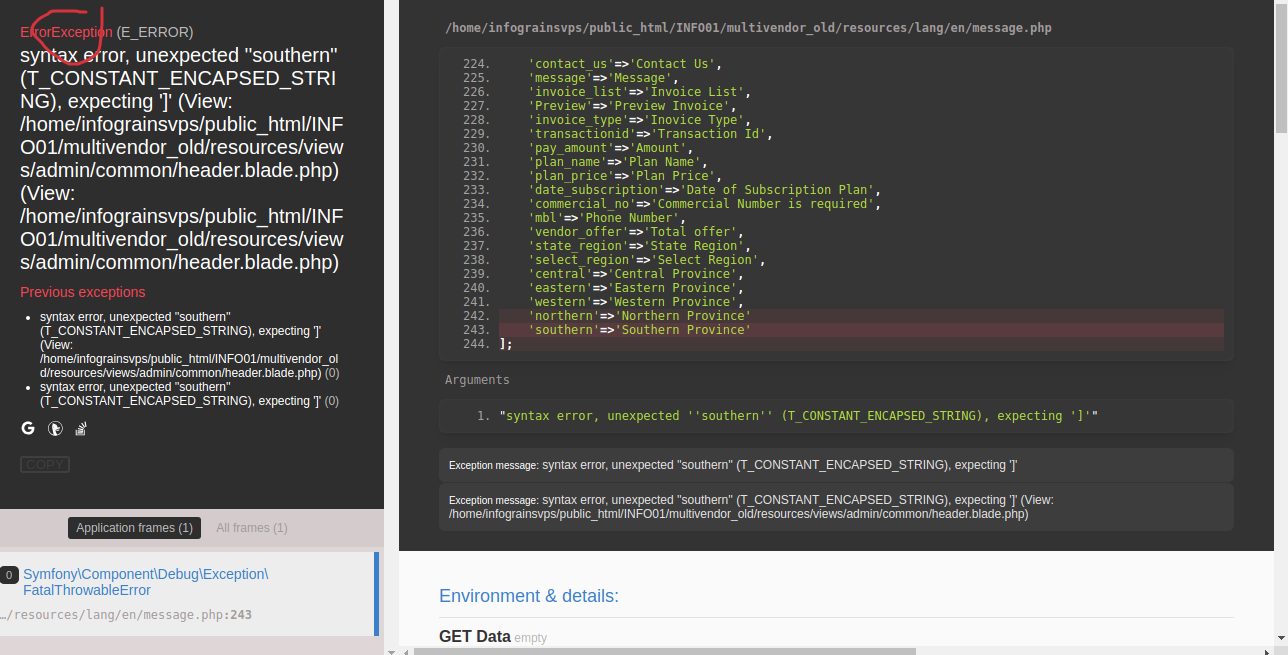 ErrorException (E_ERROR)
syntax error, unexpected ''southern''
(T_CONSTANT_ENCAPSED_STRI
NG), expecting ']' (View:
/home/infograinsvps/public_html/INF
O01/multivendor_old/resources/view
s/admin/common/header.blade.php)
(View:
/home/infograinsvps/public_html/INF
O01/multivendor_old/resources/view
s/admin/common/header.blade.php)
Previous exceptions
• syntax error, unexpected ''southern''
(T_CONSTANT_ENCAPSED_STRING), expecting ']'
(View:
/home/infograinsvps/public_html/INFO01/multivendor_ol
d/resources/views/admin/common/header.blade.php) (0)
• syntax error, unexpected ''southern''
(T_CONSTANT_ENCAPSED_STRING), expecting ']' (0)
COPY
Application frames (1) All frames (1)
0 Symfony\Component\Debug\Exception\
FatalThrowableError
…/resources/lang/en/message.php:243
/home/infograinsvps/public_html/INFO01/multivendor_old/resources/lang/en/message.php
224. 'contact_us'=>'Contact Us',
225. 'message'=>'Message',
226. 'invoice_list'=>'Invoice List',
227. 'Preview'=>'Preview Invoice',
228. 'invoice_type'=>'Inovice Type',
229. 'transactionid'=>'Transaction Id',
230. 'pay_amount'=>'Amount',
231. 'plan_name'=>'Plan Name',
232. 'plan_price'=>'Plan Price',
233. 'date_subscription'=>'Date of Subscription Plan',
234. 'commercial_no'=>'Commercial Number is required',
235. 'mbl'=>'Phone Number',
236. 'vendor_offer'=>'Total offer',
237. 'state_region'=>'State Region',
238. 'select_region'=>'Select Region',
239. 'central'=>'Central Province',
240. 'eastern'=>'Eastern Province',
241. 'western'=>'Western Province',
242. 'northern'=>'Northern Province'
243. 'southern'=>'Southern Province'
244. ];
Arguments
1. "syntax error, unexpected ''southern'' (T_CONSTANT_ENCAPSED_STRING), expecting ']'"
Exception message: syntax error, unexpected ''southern'' (T_CONSTANT_ENCAPSED_STRING), expecting ']'
Exception message: syntax error, unexpected ''southern'' (T_CONSTANT_ENCAPSED_STRING), expecting ']' (View:
/home/infograinsvps/public_html/INFO01/multivendor_old/resources/views/admin/common/header.blade.php)
Environment & details:
GET Data empty